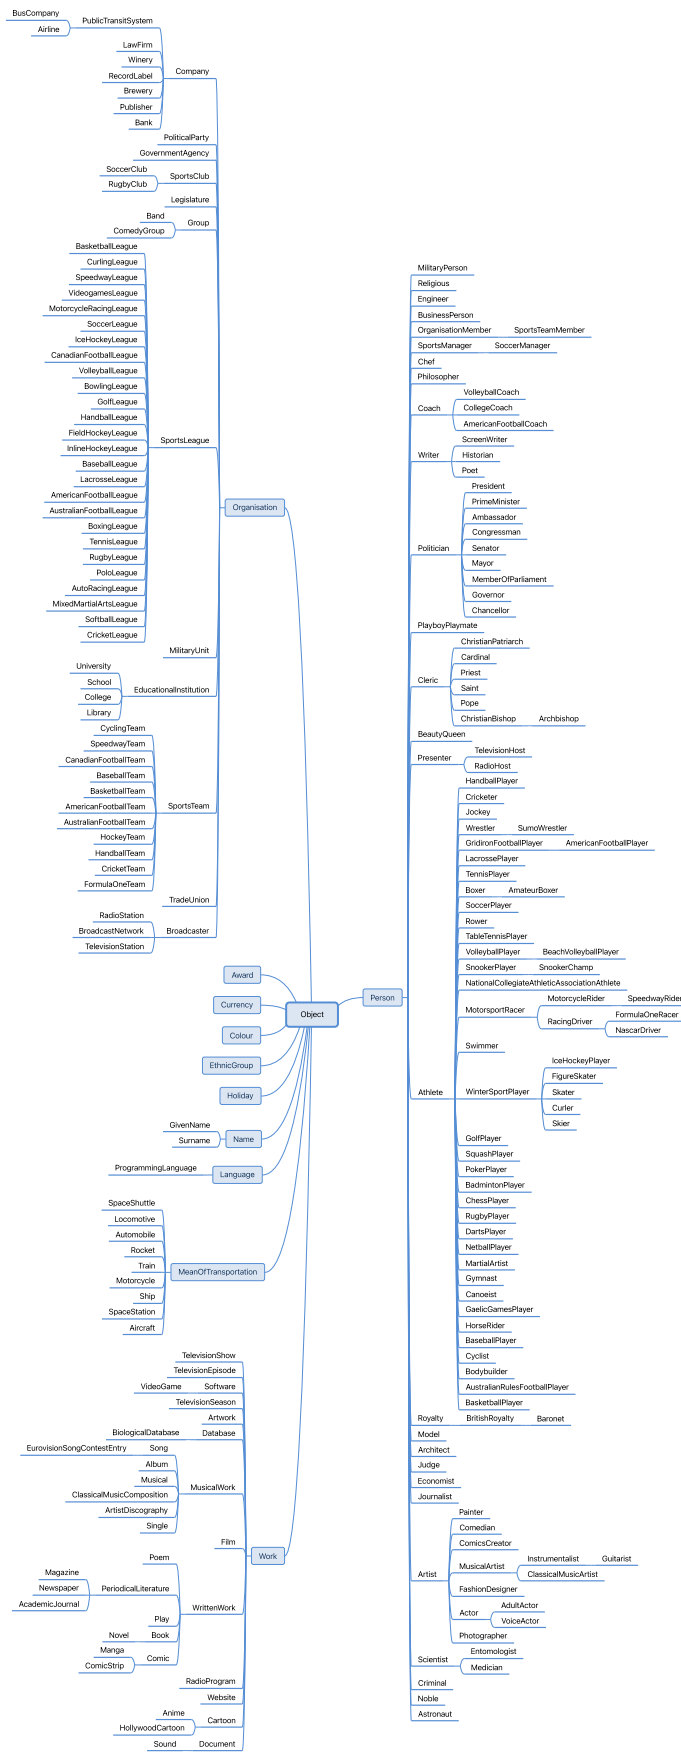 BusCompany
Airline
PublicTransitSystem
LawFirm
Winery
RecordLabel
Brewery
Publisher
Bank
Company
PoliticalParty
GovernmentAgency
SoccerClub
RugbyClub
SportsClub
Legislature
Band
ComedyGroup
Group
BasketballLeague
CurlingLeague
SpeedwayLeague
VideogamesLeague
MotorcycleRacingLeague
SoccerLeague
IceHockeyLeague
CanadianFootballLeague
VolleyballLeague
BowlingLeague
GolfLeague
HandballLeague
FieldHockeyLeague
InlineHockeyLeague
BaseballLeague
LacrosseLeague
AmericanFootballLeague
AustralianFootballLeague
BoxingLeague
TennisLeague
RugbyLeague
PoloLeague
AutoRacingLeague
MixedMartialArtsLeague
SoftballLeague
CricketLeague
SportsLeague
MilitaryUnit
University
School
College
Library
EducationalInstitution
CyclingTeam
SpeedwayTeam
CanadianFootballTeam
BaseballTeam
BasketballTeam
AmericanFootballTeam
AustralianFootballTeam
HockeyTeam
HandballTeam
CricketTeam
FormulaOneTeam
SportsTeam
TradeUnion
RadioStation
BroadcastNetwork
TelevisionStation
Broadcaster
Organisation
Award
Currency
Colour
EthnicGroup
Holiday
GivenName
Surname
Name
ProgrammingLanguage
Language
SpaceShuttle
Locomotive
Automobile
Rocket
Train
Motorcycle
Ship
SpaceStation
Aircraft
MeanOfTransportation
TelevisionShow
TelevisionEpisode
VideoGame
Software
TelevisionSeason
Artwork
BiologicalDatabase
Database
EurovisionSongContestEntry
Song
Album
Musical
ClassicalMusicComposition
ArtistDiscography
Single
MusicalWork
Film
Poem
Magazine
Newspaper
AcademicJournal
PeriodicalLiterature
Play
Novel
Book
Manga
ComicStrip
Comic
WrittenWork
RadioProgram
Website
Anime
HollywoodCartoon
Cartoon
Sound
Document
Work
Object
Person
MilitaryPerson
Religious
Engineer
BusinessPerson
OrganisationMember
SportsTeamMember
SportsManager
SoccerManager
Chef
Philosopher
Coach
VolleyballCoach
CollegeCoach
AmericanFootballCoach
Writer
ScreenWriter
Historian
Poet
Politician
President
PrimeMinister
Ambassador
Congressman
Senator
Mayor
MemberOfParliament
Governor
Chancellor
PlayboyPlaymate
Cleric
ChristianPatriarch
Cardinal
Priest
Saint
Pope
ChristianBishop
Archbishop
BeautyQueen
Presenter
TelevisionHost
RadioHost
Athlete
HandballPlayer
Cricketer
Jockey
Wrestler
SumoWrestler
GridironFootballPlayer
AmericanFootballPlayer
LacrossePlayer
TennisPlayer
Boxer
AmateurBoxer
SoccerPlayer
Rower
TableTennisPlayer
VolleyballPlayer
BeachVolleyballPlayer
SnookerPlayer
SnookerChamp
NationalCollegiateAthleticAssociationAthlete
MotorsportRacer
MotorcycleRider
SpeedwayRider
RacingDriver
FormulaOneRacer
NascarDriver
Swimmer
WinterSportPlayer
IceHockeyPlayer
FigureSkater
Skater
Curler
Skier
GolfPlayer
SquashPlayer
PokerPlayer
BadmintonPlayer
ChessPlayer
RugbyPlayer
DartsPlayer
NetballPlayer
MartialArtist
Gymnast
Canoeist
GaelicGamesPlayer
HorseRider
BaseballPlayer
Cyclist
Bodybuilder
AustralianRulesFootballPlayer
BasketballPlayer
Royalty
BritishRoyalty
Baronet
Model
Architect
Judge
Economist
Journalist
Artist
Painter
Comedian
ComicsCreator
MusicalArtist
Instrumentalist
Guitarist
ClassicalMusicArtist
FashionDesigner
Actor
AdultActor
VoiceActor
Photographer
Scientist
Entomologist
Medician
Criminal
Noble
Astronaut